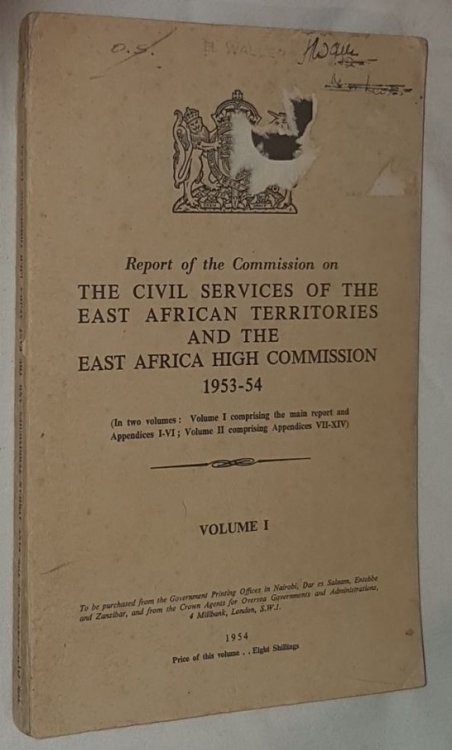 O.S.
H WALLER
Report of the Commission on
THE CIVIL SERVICES OF THE
EAST AFRICAN TERRITORIES
AND THE
EAST AFRICA HIGH COMMISSION
1953-54
(In two volumes: Volume I comprising the main report and
Appendices I-VI; Volume II comprising Appendices VII-XIV)
VOLUME I
To be purchased from the Government Printing Offices in Nairobi, Dar es Salaam, Entebbe
and Zanzibar, and from the Crown Agents for Oversea Governments and Administrations,
4 Millbank, London, S.W.1.
1954
Price of this volume . . Eight Shillings